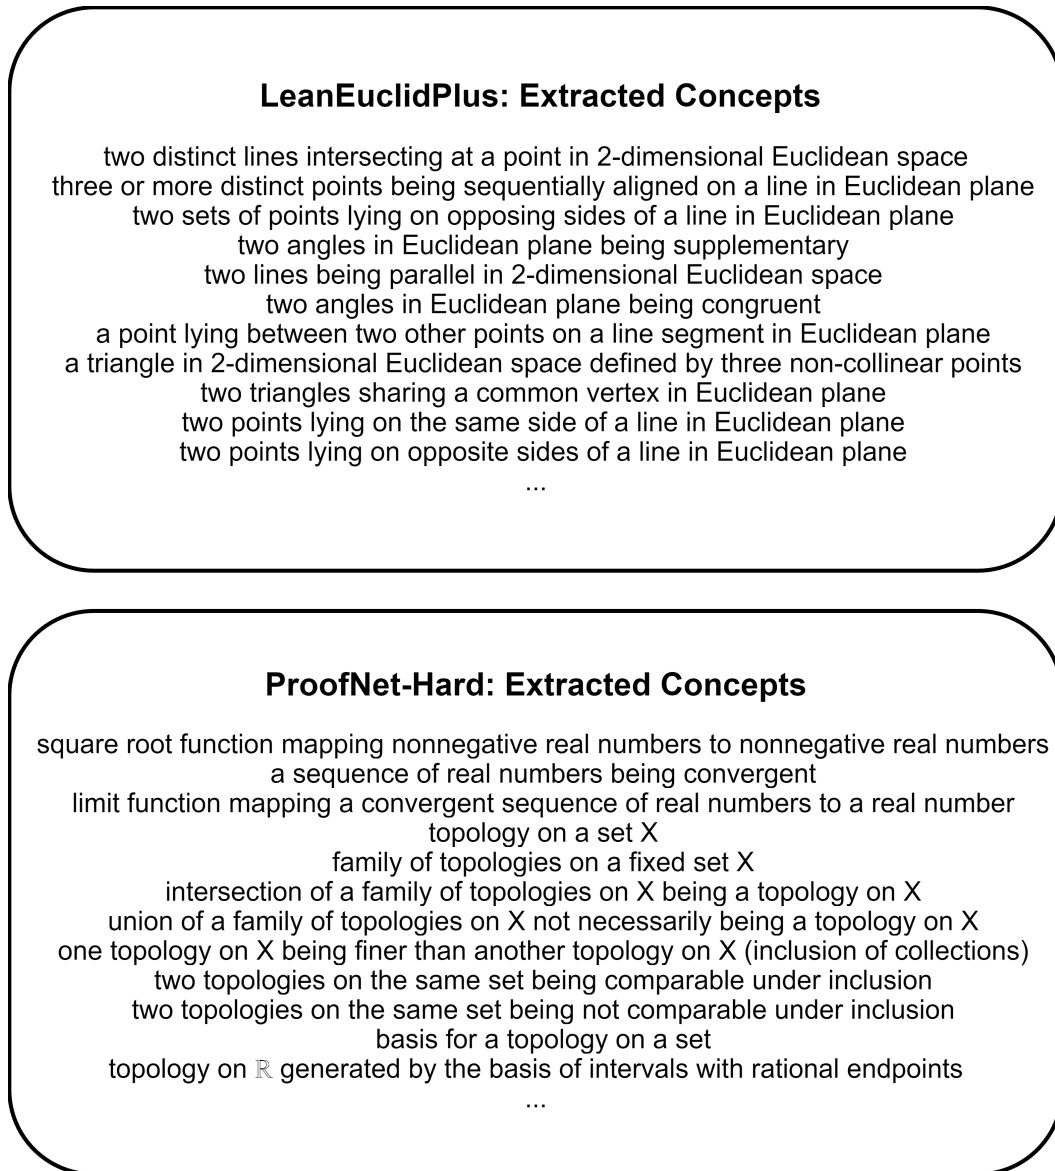 LeanEuclidPlus: Extracted Concepts
two distinct lines intersecting at a point in 2-dimensional Euclidean space
three or more distinct points being sequentially aligned on a line in Euclidean plane
two sets of points lying on opposing sides of a line in Euclidean plane
two angles in Euclidean plane being supplementary
two lines being parallel in 2-dimensional Euclidean space
two angles in Euclidean plane being congruent
a point lying between two other points on a line segment in Euclidean plane
a triangle in 2-dimensional Euclidean space defined by three non-collinear points
two triangles sharing a common vertex in Euclidean plane
two points lying on the same side of a line in Euclidean plane
two points lying on opposite sides of a line in Euclidean plane
...
ProofNet-Hard: Extracted Concepts
square root function mapping nonnegative real numbers to nonnegative real numbers
a sequence of real numbers being convergent
limit function mapping a convergent sequence of real numbers to a real number
topology on a set X
family of topologies on a fixed set X
intersection of a family of topologies on X being a topology on X
union of a family of topologies on X not necessarily being a topology on X
one topology on X being finer than another topology on X (inclusion of collections)
two topologies on the same set being comparable under inclusion
two topologies on the same set being not comparable under inclusion
basis for a topology on a set
topology on ℝ generated by the basis of intervals with rational endpoints
...